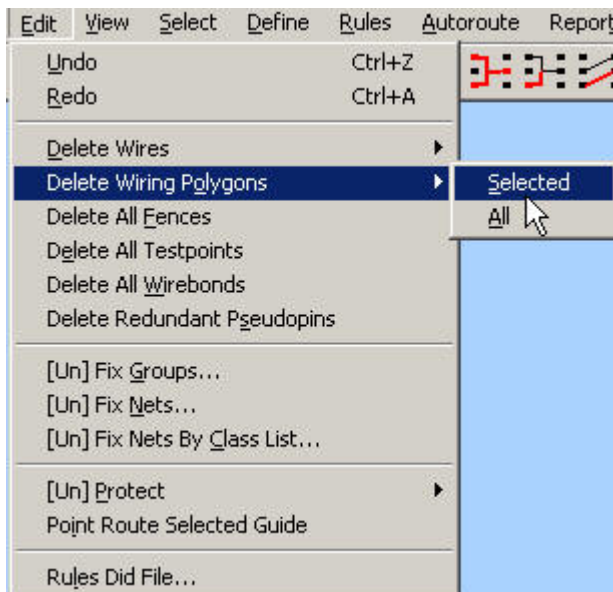 Edit View Select Define Rules Autoroute Report
Undo Ctrl+Z
Redo Ctrl+A
Delete Wires
Delete Wiring Polygons
Selected
Delete All Fences
All
Delete All Testpoints
Delete All Wirebonds
Delete Redundant Pseudopins
[Un] Fix Groups...
[Un] Fix Nets...
[Un] Fix Nets By Class List...
[Un] Protect
Point Route Selected Guide
Rules Did File...